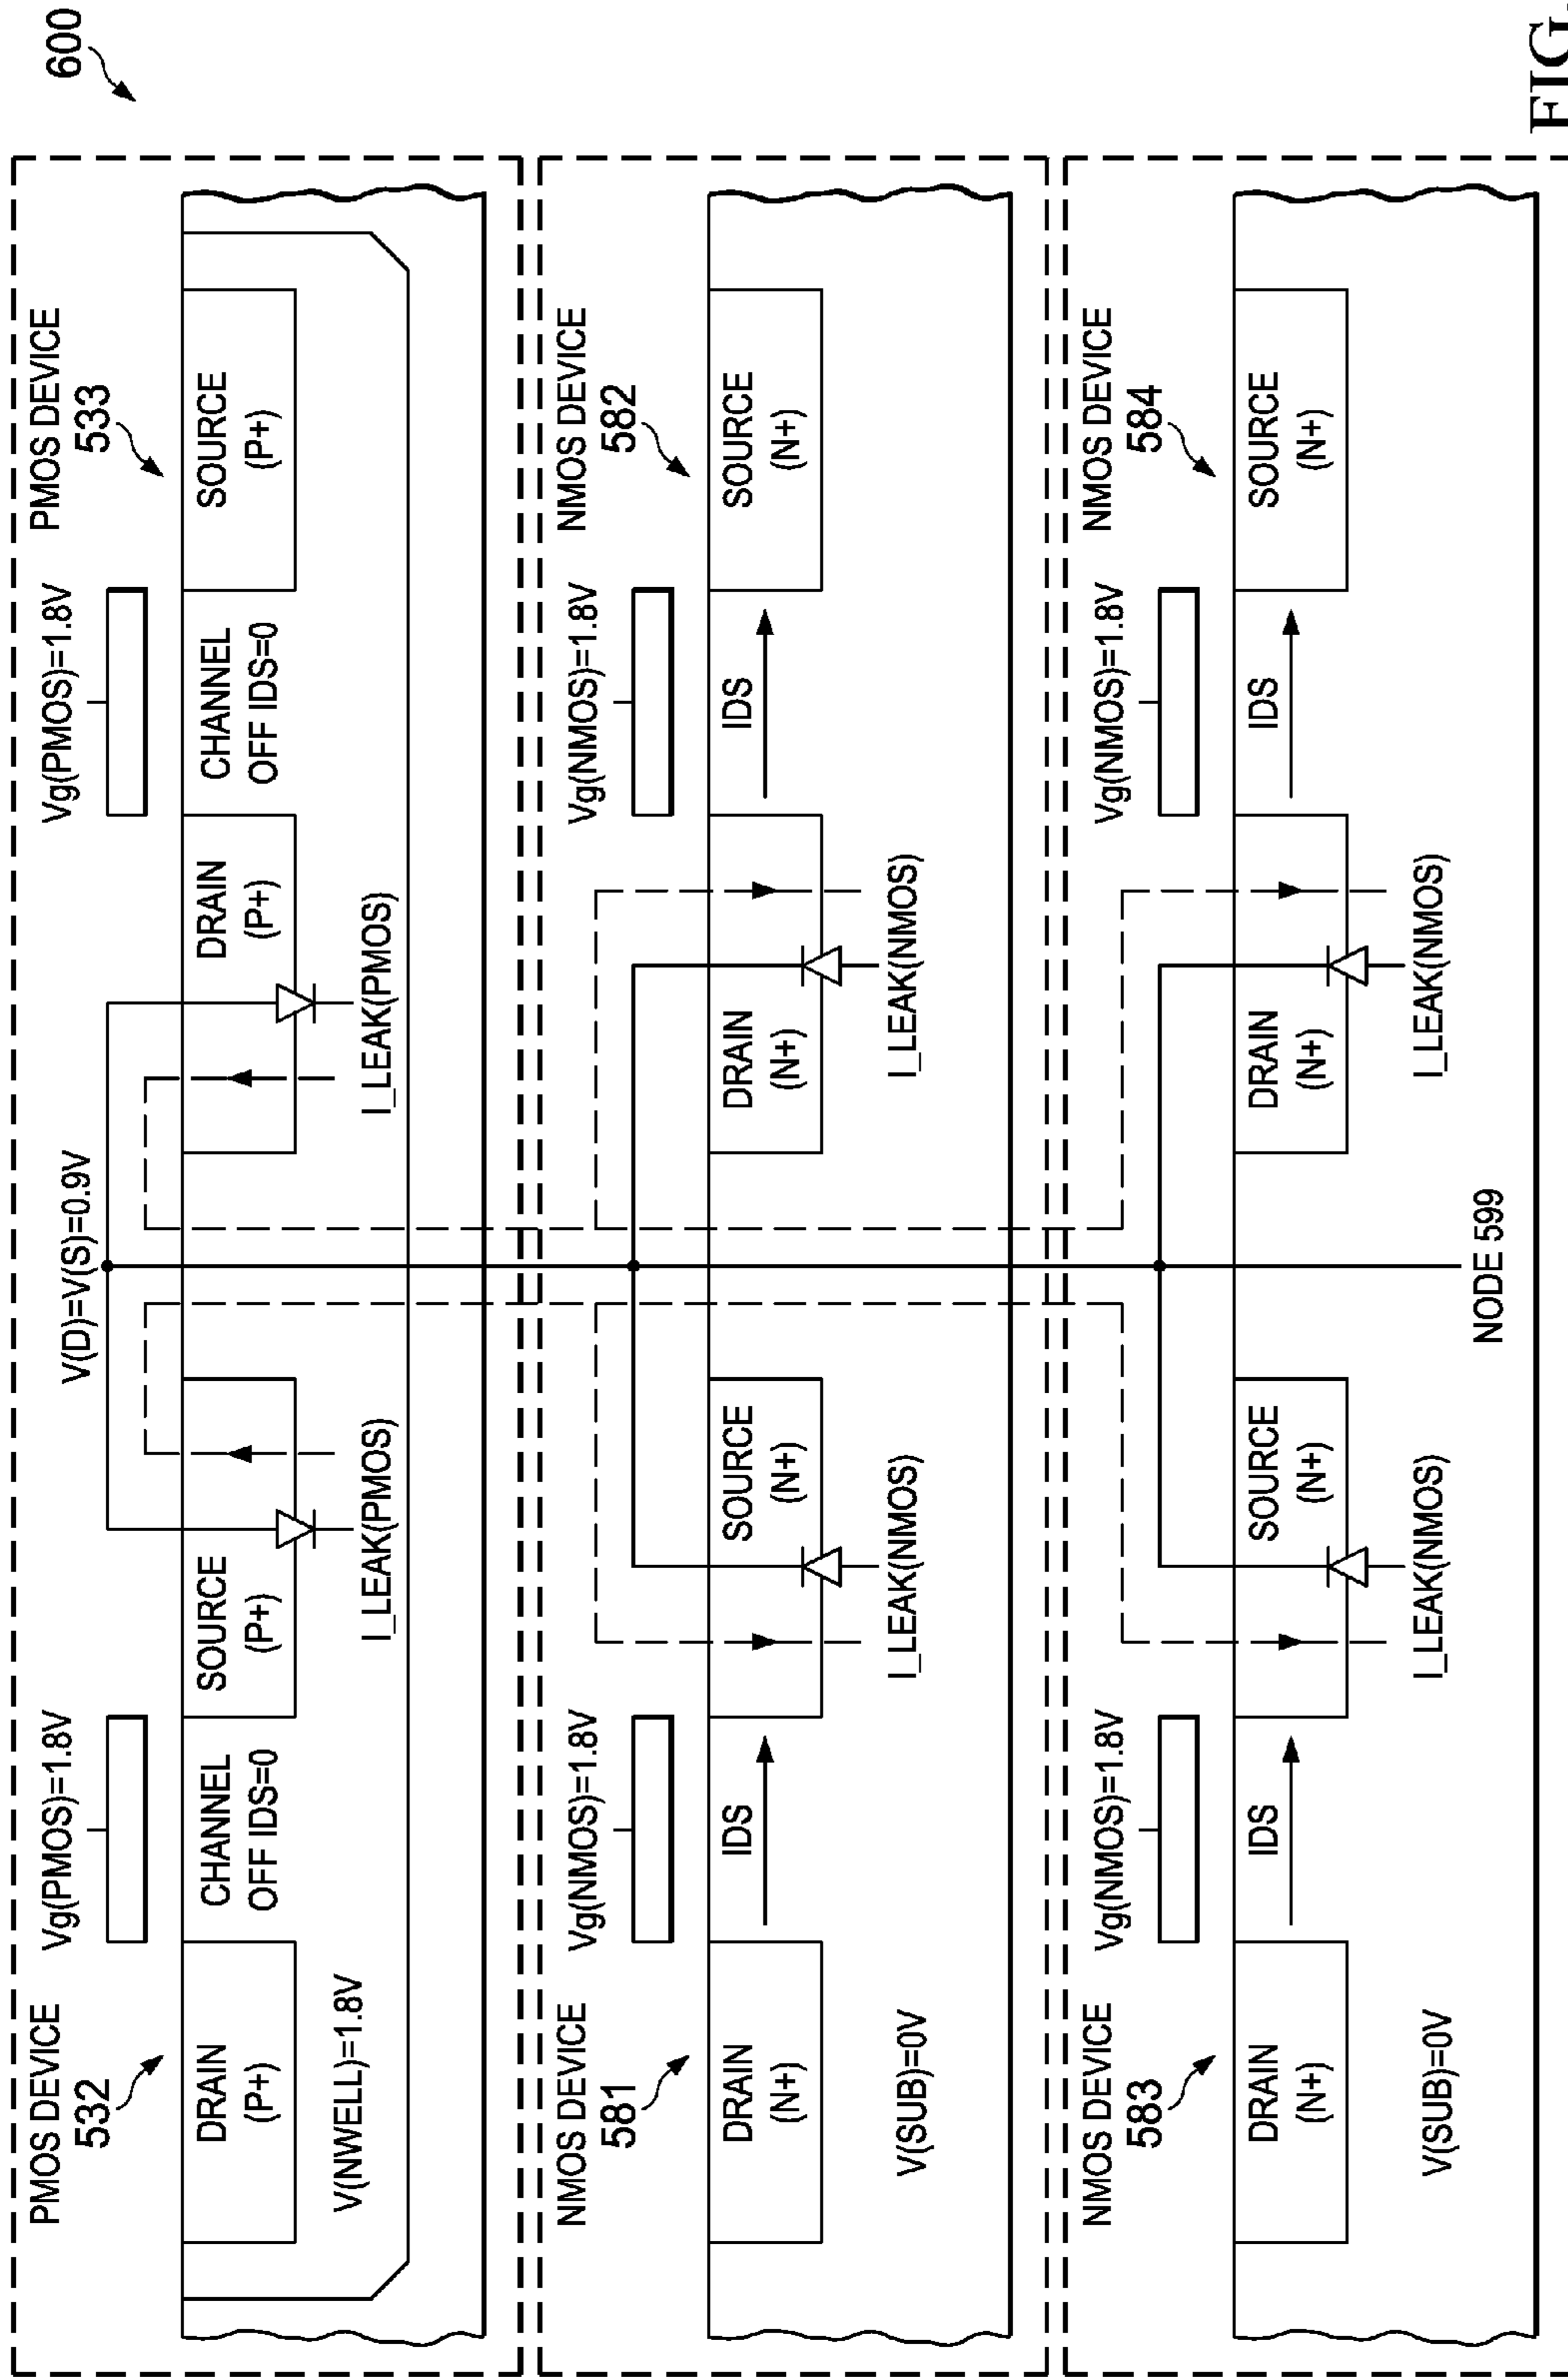 600
PMOS DEVICE
532
Vg(PMOS)=1.8V
V(D)=V(S)=0.9V
Vg(PMOS)=1.8V
PMOS DEVICE
533
DRAIN
(P+)
CHANNEL
OFF IDS=0
SOURCE
(P+)
DRAIN
(P+)
CHANNEL
OFF IDS=0
SOURCE
(P+)
V(NWELL)=1.8V
I_LEAK(PMOS)
I_LEAK(PMOS)
NMOS DEVICE
581
Vg(NMOS)=1.8V
Vg(NMOS)=1.8V
NMOS DEVICE
582
DRAIN
(N+)
IDS
SOURCE
(N+)
DRAIN
(N+)
IDS
SOURCE
(N+)
V(SUB)=0V
I_LEAK(NMOS)
I_LEAK(NMOS)
NMOS DEVICE
583
Vg(NMOS)=1.8V
Vg(NMOS)=1.8V
NMOS DEVICE
584
DRAIN
(N+)
IDS
SOURCE
(N+)
DRAIN
(N+)
IDS
SOURCE
(N+)
V(SUB)=0V
I_LEAK(NMOS)
I_LEAK(NMOS)
NODE 599
FIG.